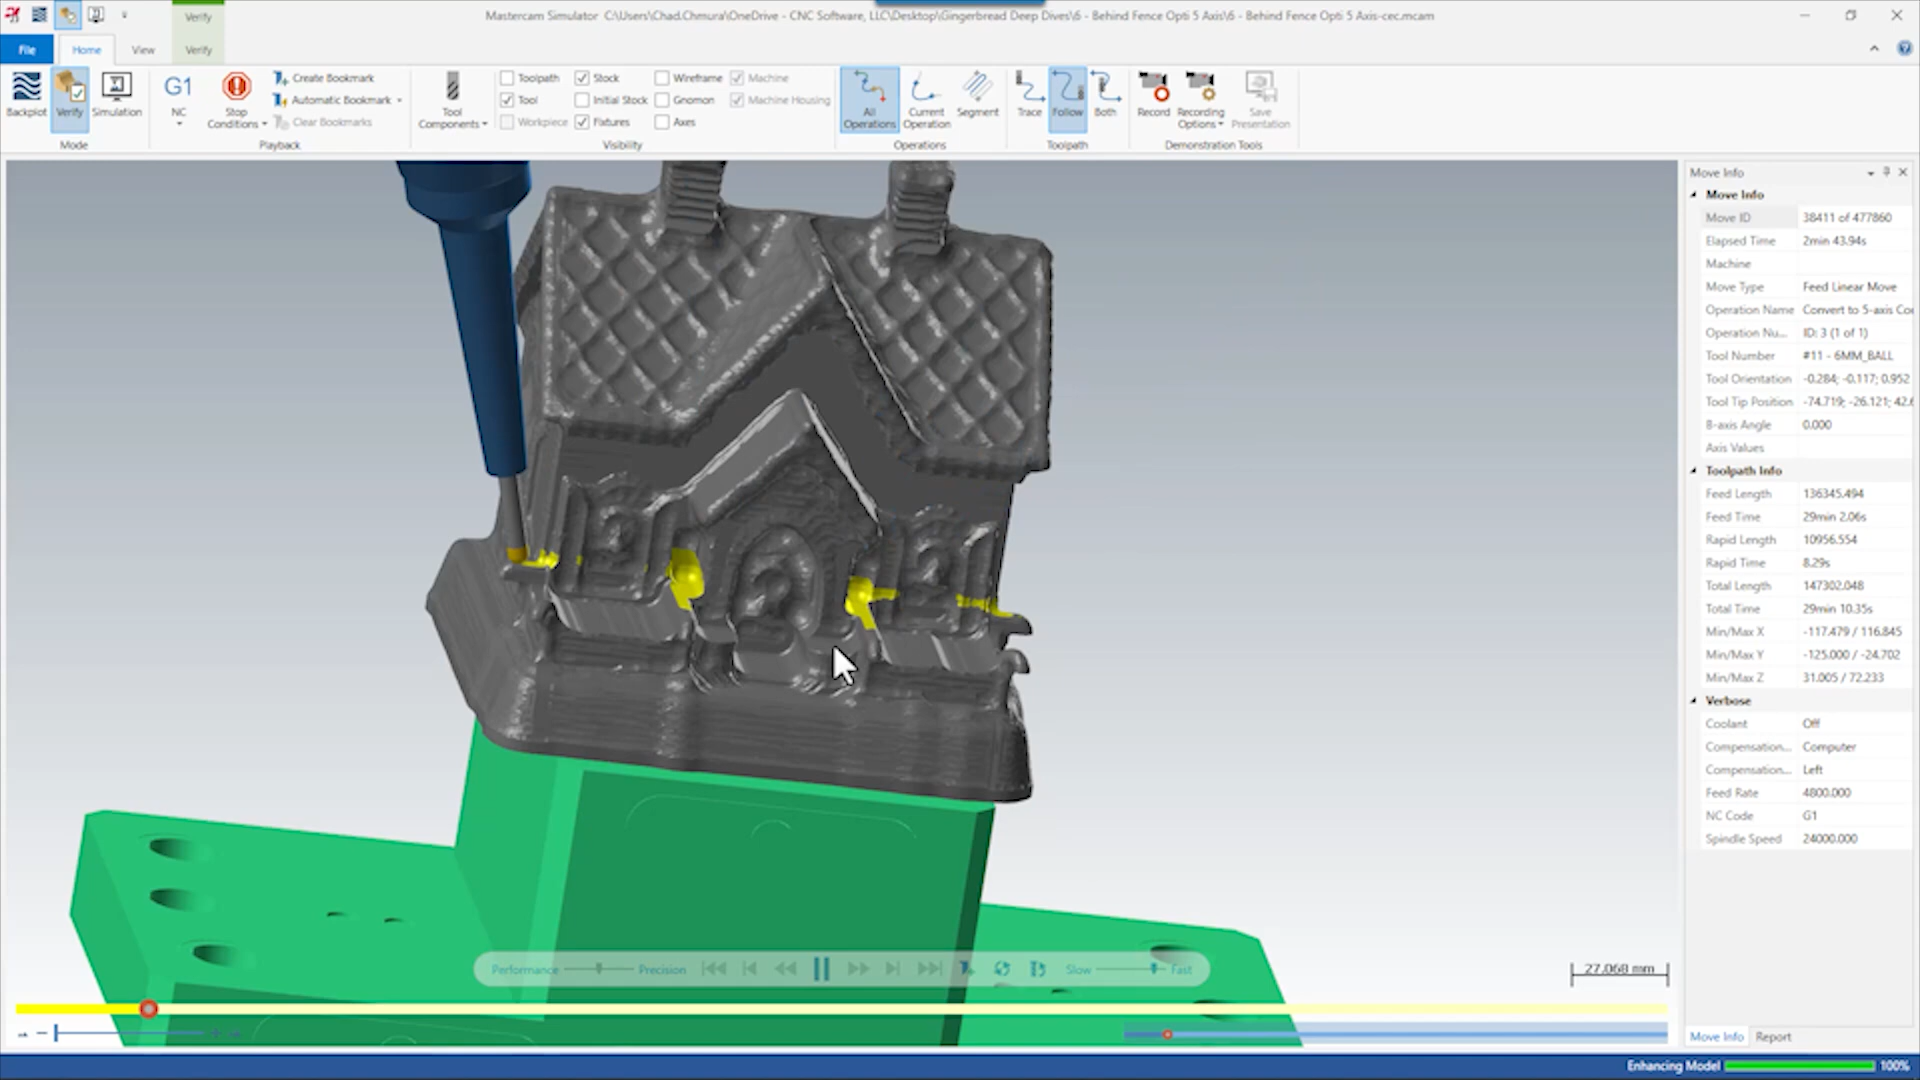 Verify
Mastercam Simulator C:\Users\Chad.Chmura\OneDrive - CNC Software, LLC\Desktop\Gingerbread Deep Dives\6 - Behind Fence Opti 5 Axis\6 - Behind Fence Opti 5 Axis-cec.mcam
File
Home
View
Verify
Backplot
Verify
Simulation
Mode
G1
NC
Stop Conditions
Create Bookmark
Automatic Bookmark
Clear Bookmarks
Playback
Tool Components
Toolpath
Stock
Wireframe
Machine
Tool
Initial Stock
Gnomon
Machine Housing
Workpiece
Fixtures
Axes
Visibility
All Operations
Current Operation
Segment
Operations
Trace
Follow
Both
Toolpath
Record
Recording Options
Save Presentation
Demonstration Tools
Move Info
Move Info
Move ID 38411 of 477860
Elapsed Time 2min 43.94s
Machine
Move Type Feed Linear Move
Operation Name Convert to 5-axis Co
Operation Nu... ID: 3 (1 of 1)
Tool Number #11 - 6MM_BALL
Tool Orientation -0.284; -0.117; 0.952
Tool Tip Position -74.719; -26.121; 42.6
B-axis Angle 0.000
Axis Values
Toolpath Info
Feed Length 136345.494
Feed Time 29min 2.06s
Rapid Length 10956.554
Rapid Time 8.29s
Total Length 147302.048
Total Time 29min 10.35s
Min/Max X -117.479 / 116.845
Min/Max Y -125.000 / -24.702
Min/Max Z 31.005 / 72.233
Verbose
Coolant Off
Compensation... Computer
Compensation... Left
Feed Rate 4800.000
NC Code G1
Spindle Speed 24000.000
Performance
Precision
Slow
Fast
27.068 mm
Move Info
Report
Enhancing Model 100%